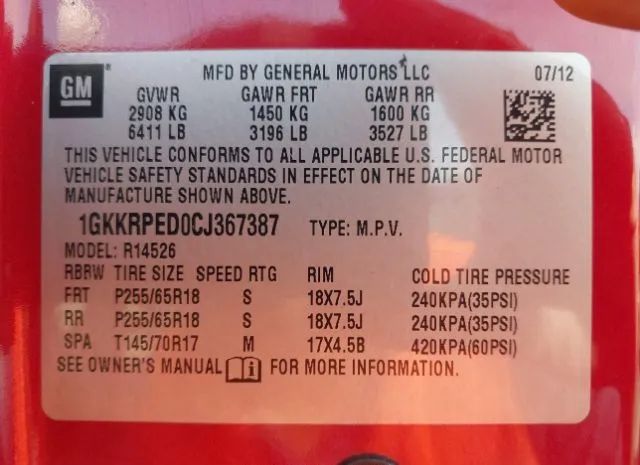 GM
MFD BY GENERAL MOTORS LLC 07/12
GVWR GAWR FRT GAWR RR
2908 KG 1450 KG 1600 KG
6411 LB 3196 LB 3527 LB
THIS VEHICLE CONFORMS TO ALL APPLICABLE U.S. FEDERAL MOTOR
VEHICLE SAFETY STANDARDS IN EFFECT ON THE DATE OF
MANUFACTURE SHOWN ABOVE.
1GKKRPED0CJ367387 TYPE: M.P.V.
MODEL: R14526
RBRW TIRE SIZE SPEED RTG RIM COLD TIRE PRESSURE
FRT P255/65R18 S 18X7.5J 240KPA(35PSI)
RR P255/65R18 S 18X7.5J 240KPA(35PSI)
SPA T145/70R17 M 17X4.5B 420KPA(60PSI)
SEE OWNER'S MANUAL FOR MORE INFORMATION.